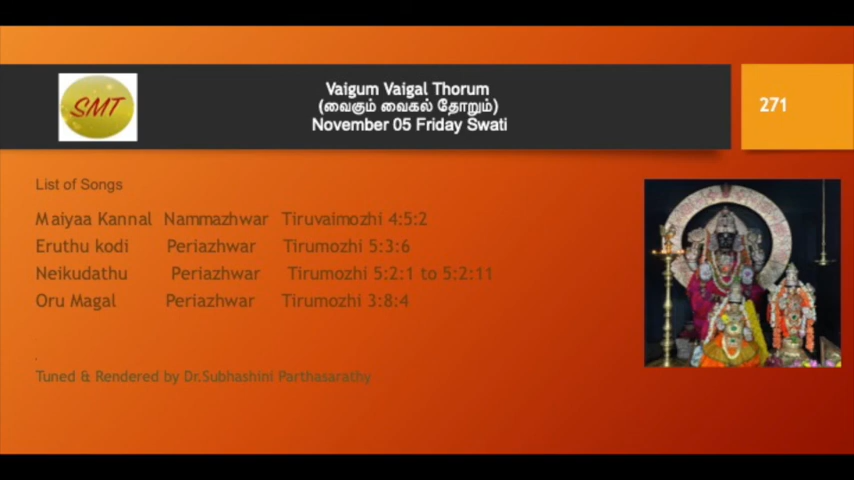 SMT
Vaigum Vaigal Thorum
(வைகும் வைகல் தோறும்)
November 05 Friday Swati
271
List of Songs
Maiyaa Kannal Nammazhwar Tiruvaimozhi 4:5:2
Eruthu kodi Periazhwar Tirumozhi 5:3:6
Neikudathu Periazhwar Tirumozhi 5:2:1 to 5:2:11
Oru Magal Periazhwar Tirumozhi 3:8:4
.
Tuned & Rendered by Dr.Subhashini Parthasarathy